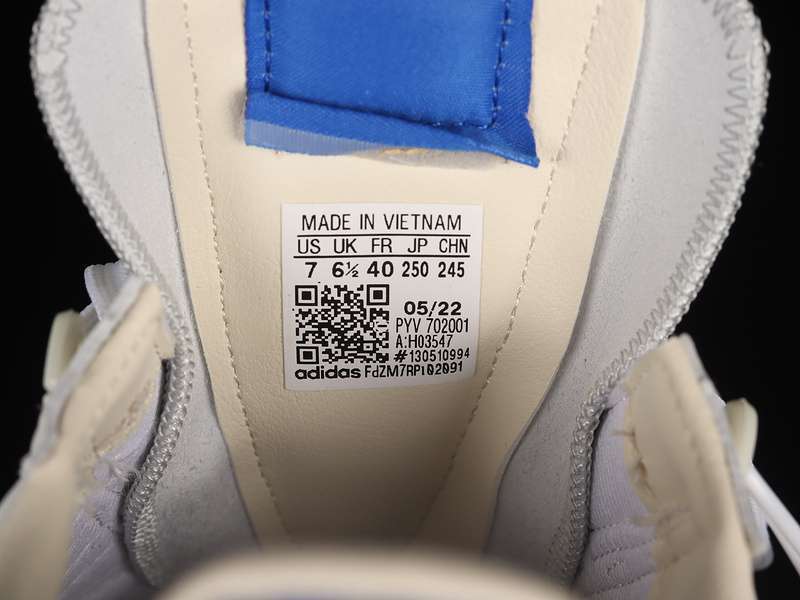 MADE IN VIETNAM
US UK FR JP CHN
7 6½ 40 250 245
05/22
PYV 702001
A:H03547
#130510994
adidas FdZM7RPi02091